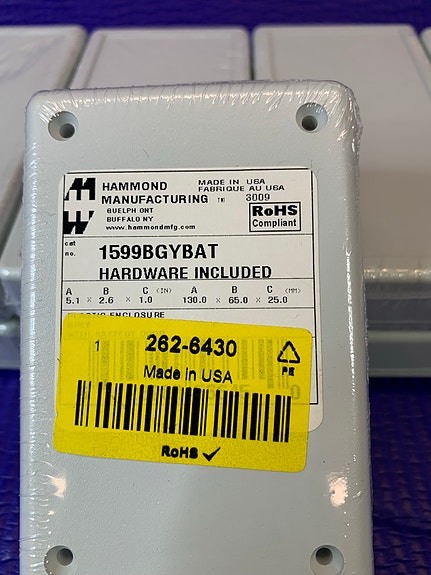 HAMMOND
MANUFACTURING TM
GUELPH ONT
BUFFALO NY
www.hammondmfg.com
MADE IN USA
FABRIQUE AU USA
3009
RoHS
Compliant
cat
no.
1599BGYBAT
HARDWARE INCLUDED
A B C (IN) A B C (MM)
5.1 x 2.6 x 1.0 130.0 x 65.0 x 25.0
ENCLOSURE
1 262-6430
Made in USA
PE
RoHS ✓